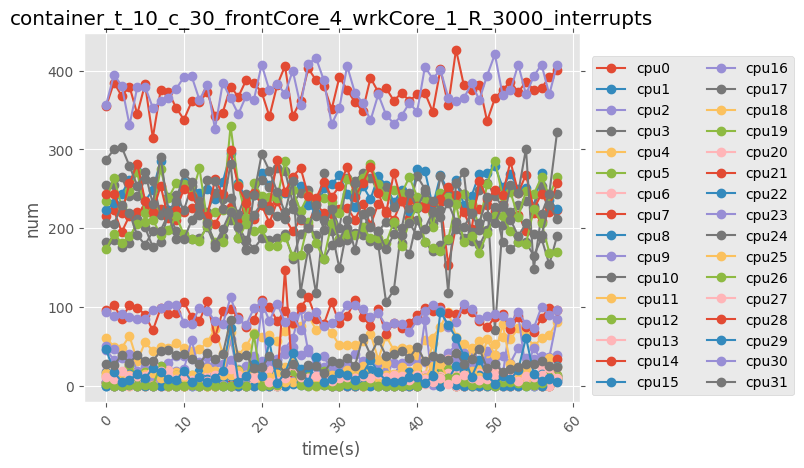 container_t_10_c_30_frontCore_4_wrkCore_1_R_3000_interrupts
400
300
200
100
0
num
0
10
20
30
40
50
60
time(s)
cpu0
cpu1
cpu2
cpu3
cpu4
cpu5
cpu6
cpu7
cpu8
cpu9
cpu10
cpu11
cpu12
cpu13
cpu14
cpu15
cpu16
cpu17
cpu18
cpu19
cpu20
cpu21
cpu22
cpu23
cpu24
cpu25
cpu26
cpu27
cpu28
cpu29
cpu30
cpu31